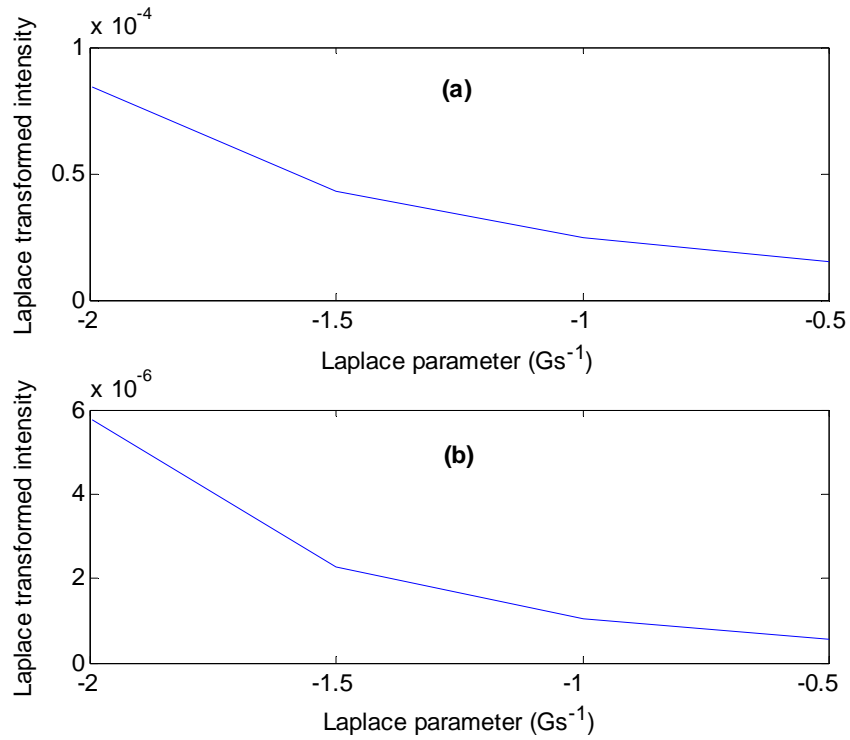 x 10⁻⁴
1
0.5
0
Laplace transformed intensity
(a)
-2 -1.5 -1 -0.5
Laplace parameter (Gs⁻¹)
x 10⁻⁶
6
4
2
0
Laplace transformed intensity
(b)
-2 -1.5 -1 -0.5
Laplace parameter (Gs⁻¹)